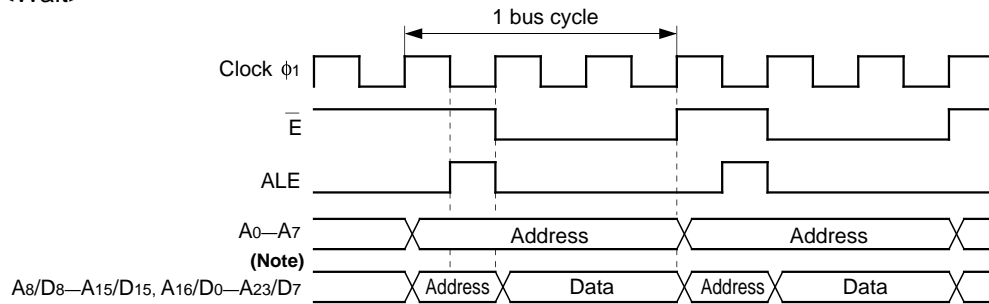 1 bus cycle
Clock ϕ1
E̅
ALE
A0—A7 Address Address
(Note)
A8/D8—A15/D15, A16/D0—A23/D7 Address Data Address Data